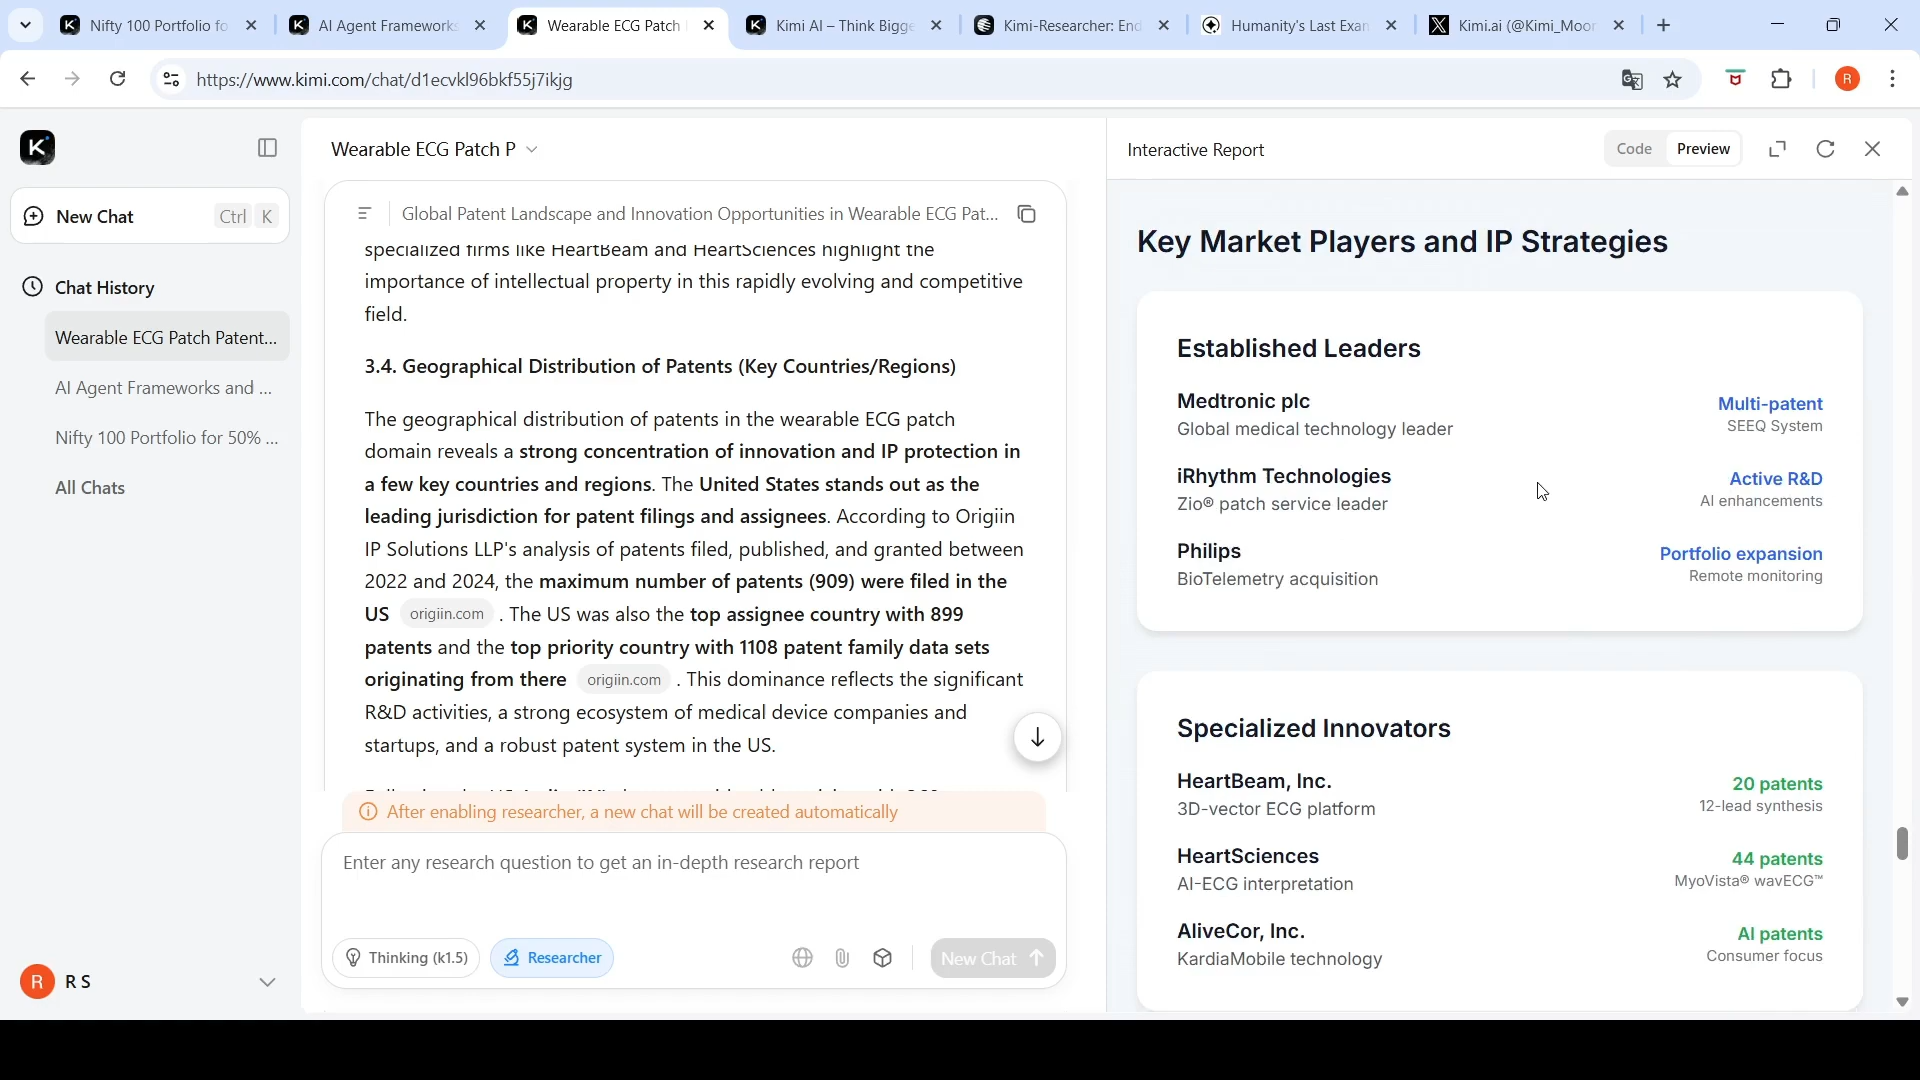 Nifty 100 Portfolio fo
AI Agent Frameworks
Wearable ECG Patch
Kimi AI – Think Bigge
Kimi-Researcher: End
Humanity's Last Exam
Kimi.ai (@Kimi_Moon
https://www.kimi.com/chat/d1ecvkl96bkf55j7ikjg
R
K
New Chat
Ctrl K
Chat History
Wearable ECG Patch Patent...
AI Agent Frameworks and ...
Nifty 100 Portfolio for 50% ...
All Chats
R
R S
Wearable ECG Patch P
Global Patent Landscape and Innovation Opportunities in Wearable ECG Pat...
specialized firms like HeartBeam and HeartSciences highlight the
importance of intellectual property in this rapidly evolving and competitive
field.
3.4. Geographical Distribution of Patents (Key Countries/Regions)
The geographical distribution of patents in the wearable ECG patch
domain reveals a strong concentration of innovation and IP protection in
a few key countries and regions. The United States stands out as the
leading jurisdiction for patent filings and assignees. According to Origiin
IP Solutions LLP's analysis of patents filed, published, and granted between
2022 and 2024, the maximum number of patents (909) were filed in the
US origiin.com . The US was also the top assignee country with 899
patents and the top priority country with 1108 patent family data sets
originating from there origiin.com . This dominance reflects the significant
R&D activities, a strong ecosystem of medical device companies and
startups, and a robust patent system in the US.
After enabling researcher, a new chat will be created automatically
Enter any research question to get an in-depth research report
Thinking (k1.5)
Researcher
New Chat
Interactive Report
Code
Preview
Key Market Players and IP Strategies
Established Leaders
Medtronic plc
Multi-patent
Global medical technology leader
SEEQ System
iRhythm Technologies
Active R&D
Zio® patch service leader
AI enhancements
Philips
Portfolio expansion
BioTelemetry acquisition
Remote monitoring
Specialized Innovators
HeartBeam, Inc.
20 patents
3D-vector ECG platform
12-lead synthesis
HeartSciences
44 patents
AI-ECG interpretation
MyoVista® wavECG™
AliveCor, Inc.
AI patents
KardiaMobile technology
Consumer focus